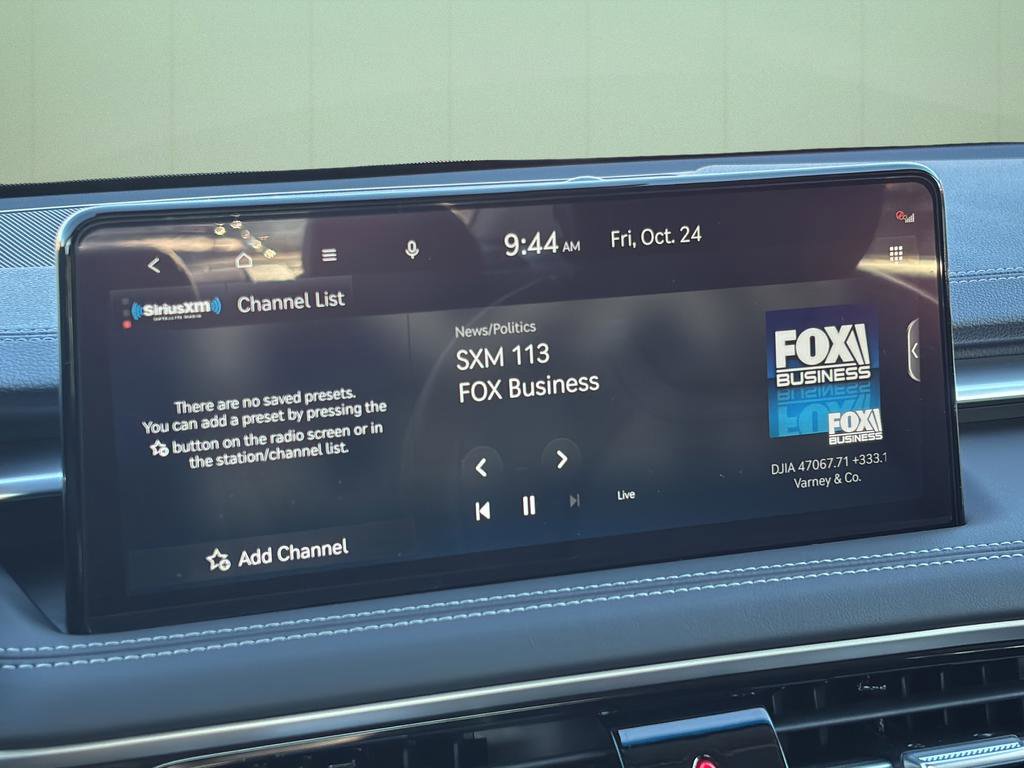 9:44 AM Fri, Oct. 24
SiriusXM Channel List
News/Politics
SXM 113
FOX Business
There are no saved presets.
You can add a preset by pressing the
button on the radio screen or in
the station/channel list.
Add Channel
Live
FOX
BUSINESS
FOX
BUSINESS
DJIA 47067.71 +333.1
Varney & Co.